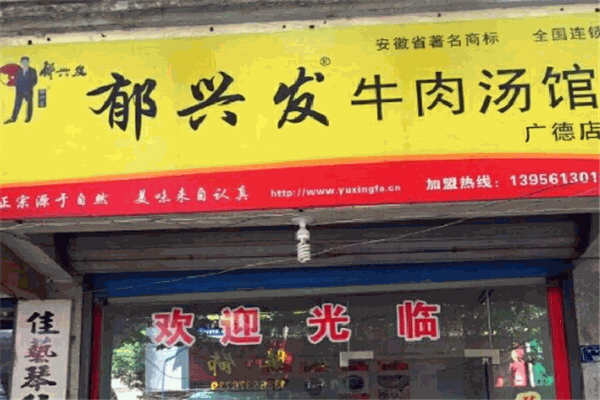 安徽省著名商标 全国连锁
郁兴发
郁兴发® 牛肉汤馆
广德店
正宗源于自然 美味来自认真 http://www.yuxingfa.cn 加盟热线：13956130
欢迎光临
佳藝琴